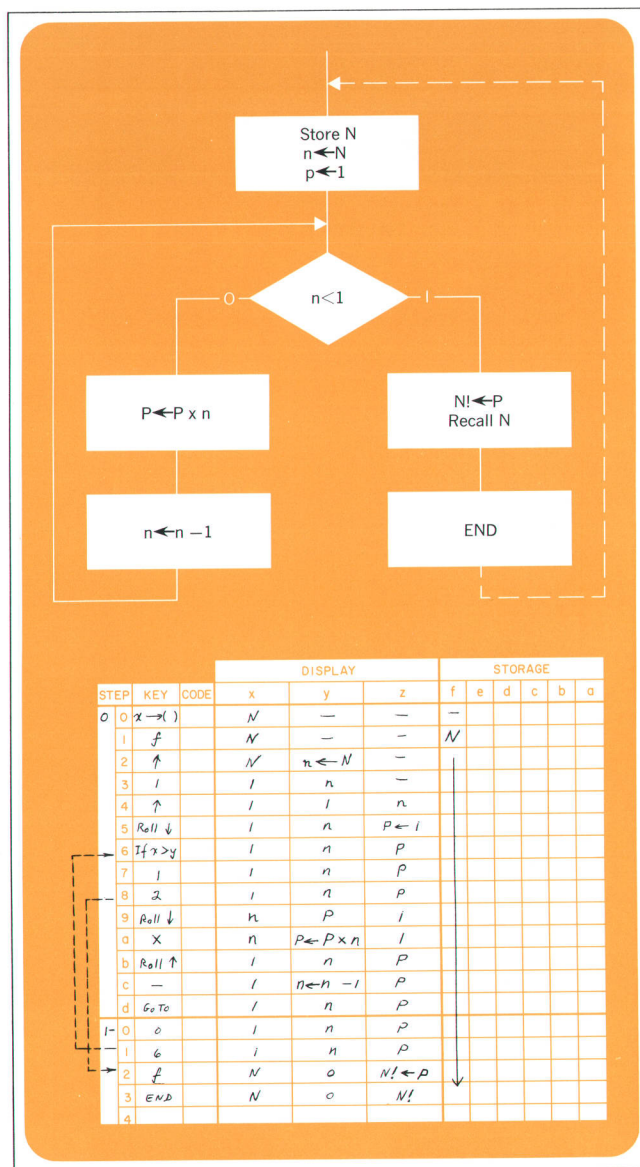 Store N
n←N
p←1
n<1
0
1
P←P x n
N!←P
Recall N
n←n −1
END
DISPLAY STORAGE
STEP KEY CODE x y z f e d c b a
0 0 x→( ) N — — —
1 f N — – N
2 ↑ N n←N –
3 1 1 n –
4 ↑ 1 1 n
5 Roll ↓ 1 n P←1
6 If x>y 1 n P
7 1 1 n P
8 2 1 n P
9 Roll ↓ n P 1
a X n P←P×n 1
b Roll ↑ 1 n P
c — 1 n←n −1 P
d GO TO 1 n P
1- 0 0 1 n P
1 6 1 n P
2 f N 0 N!←P
3 END N 0 N!
4